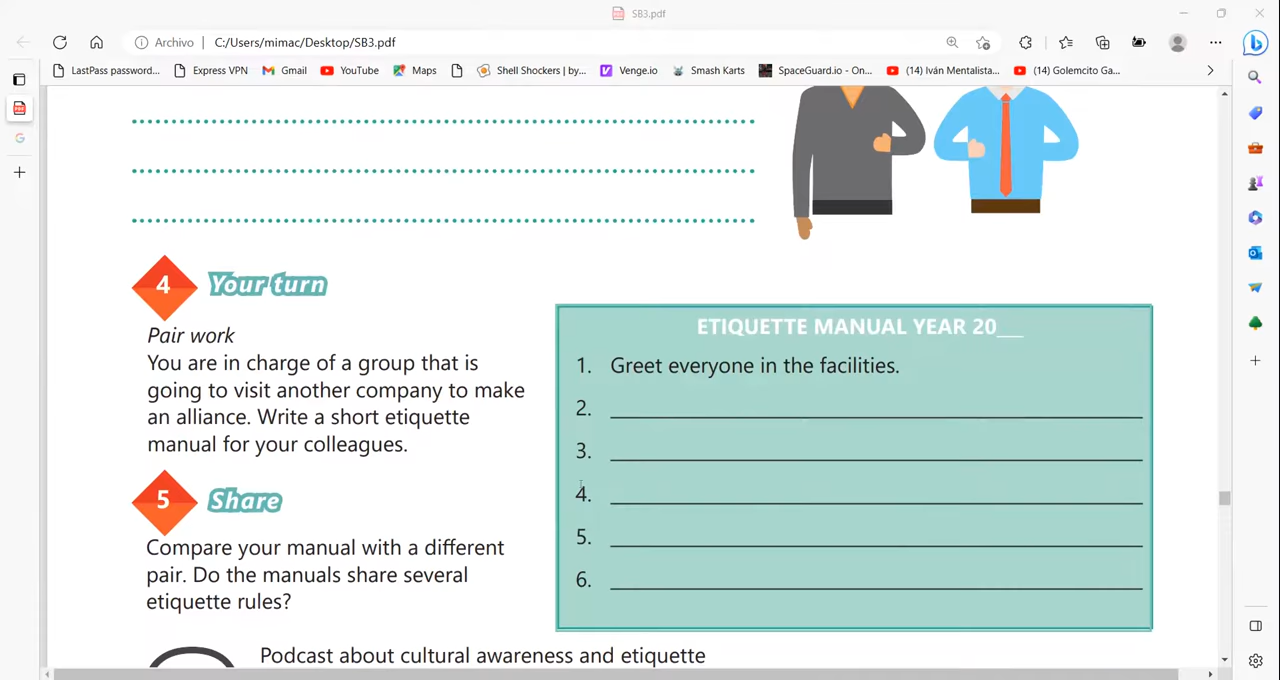 SB3.pdf
Archivo | C:/Users/mimac/Desktop/SB3.pdf
LastPass password... Express VPN Gmail YouTube Maps Shell Shockers | by... Venge.io Smash Karts SpaceGuard.io - On... (14) Iván Mentalista... (14) Golemcito Ga...
4 Your turn
Pair work
You are in charge of a group that is
going to visit another company to make
an alliance. Write a short etiquette
manual for your colleagues.
5 Share
Compare your manual with a different
pair. Do the manuals share several
etiquette rules?
ETIQUETTE MANUAL YEAR 20___
1. Greet everyone in the facilities.
2.
3.
4.
5.
6.
Podcast about cultural awareness and etiquette